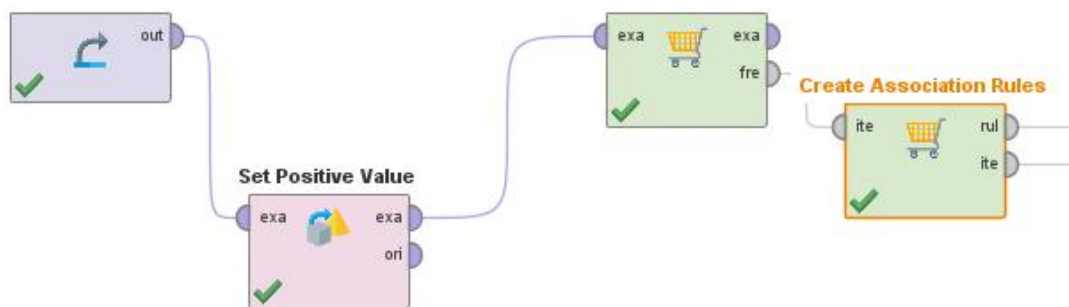 out
exa
exa
fre
Create Association Rules
ite
rul
ite
Set Positive Value
exa
exa
ori